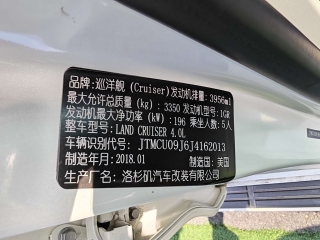 品牌:巡洋舰 (Cruiser)发动机排量:3956ml
最大允许总质量 (kg) : 3350 发动机型号:1GR
发动机最大净功率 (kW) :196 乘坐人数:5人
整车型号:LAND CRUISER 4.0L
车辆识别代号: JTMCU09J6J4162013
制造年月:2018.01 制造国:美国
生产厂名: 洛杉矶汽车改装有限公司